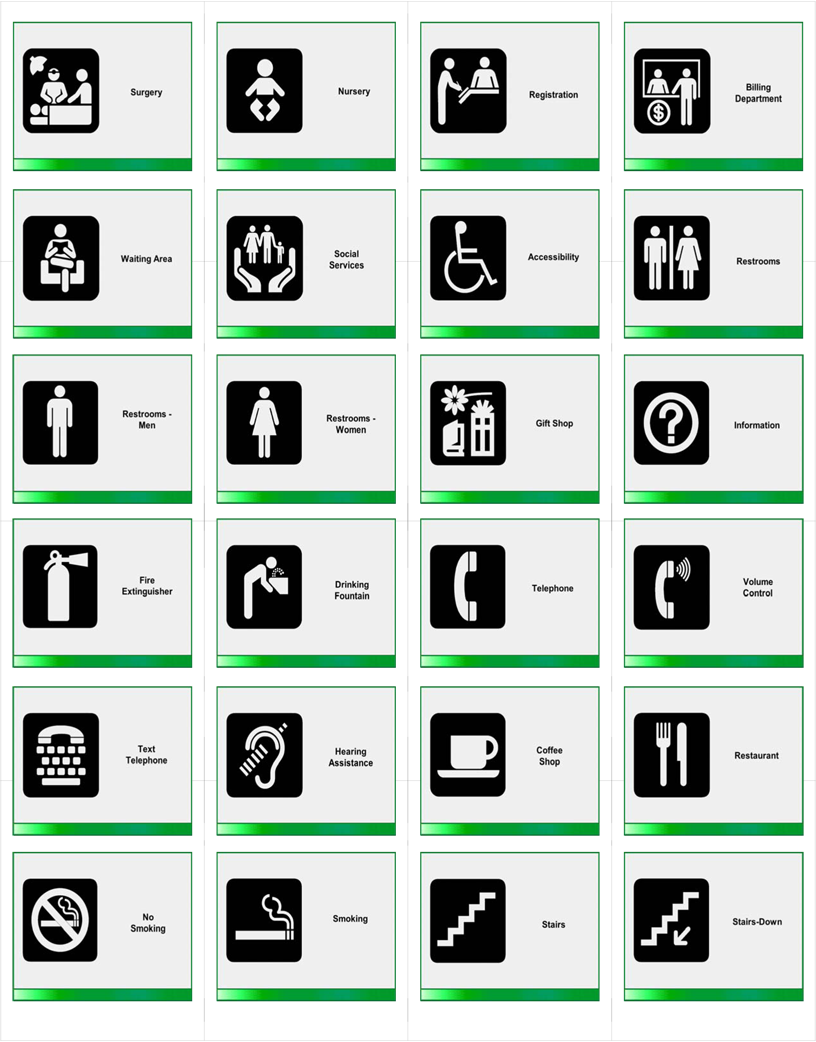 Surgery
Nursery
Registration
Billing
Department
$
Waiting Area
Social
Services
Accessibility
Restrooms
Restrooms -
Men
Restrooms -
Women
Gift Shop
?
Information
Fire
Extinguisher
Drinking
Fountain
Telephone
Volume
Control
Text
Telephone
Hearing
Assistance
Coffee
Shop
Restaurant
No
Smoking
Smoking
Stairs
Stairs-Down